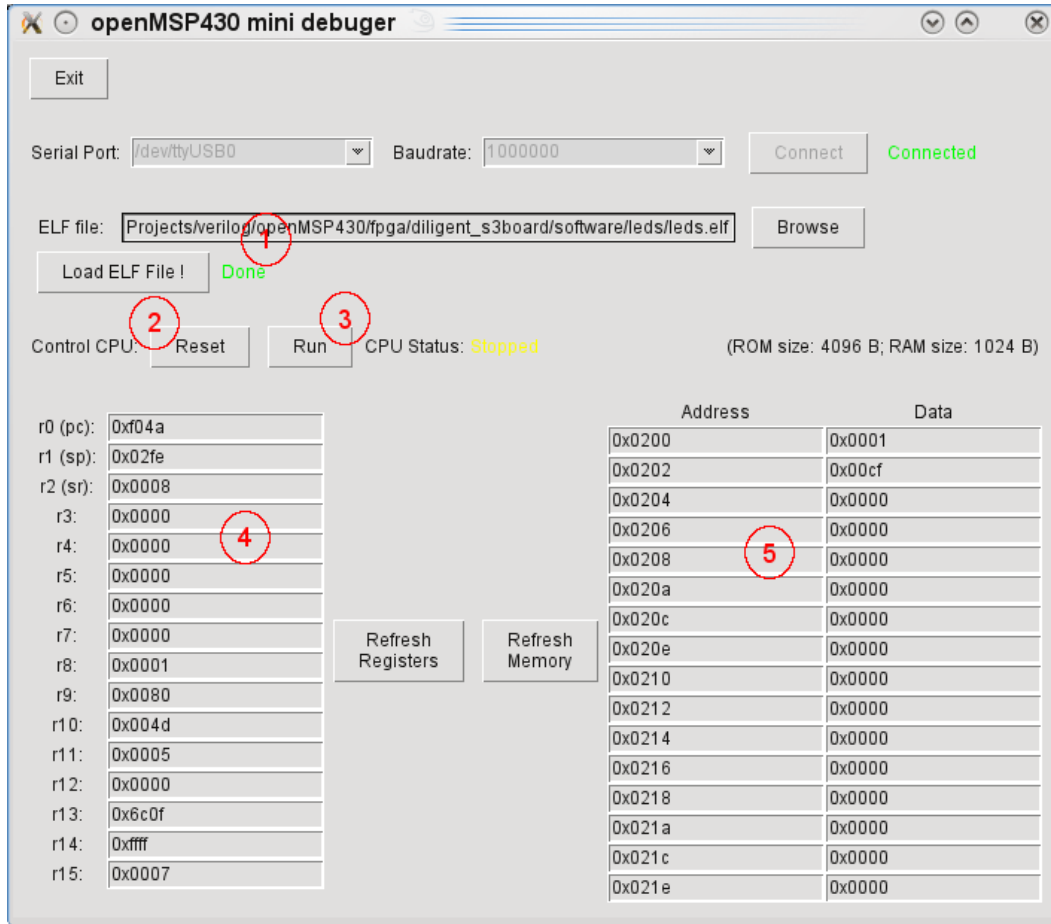 openMSP430 mini debuger
Exit
Serial Port: /dev/ttyUSB0 Baudrate: 1000000 Connect Connected
ELF file: Projects/verilog/openMSP430/fpga/diligent_s3board/software/leds/leds.elf Browse
1
Load ELF File ! Done
2 3
Control CPU: Reset Run CPU Status: Stopped (ROM size: 4096 B; RAM size: 1024 B)
Address Data
r0 (pc): 0xf04a
r1 (sp): 0x02fe
r2 (sr): 0x0008
r3: 0x0000
r4: 0x0000
r5: 0x0000
r6: 0x0000
r7: 0x0000
r8: 0x0001
r9: 0x0080
r10: 0x004d
r11: 0x0005
r12: 0x0000
r13: 0x6c0f
r14: 0xffff
r15: 0x0007
4
Refresh
Registers
Refresh
Memory
0x0200 0x0001
0x0202 0x00cf
0x0204 0x0000
0x0206 0x0000
0x0208 0x0000
0x020a 0x0000
0x020c 0x0000
0x020e 0x0000
0x0210 0x0000
0x0212 0x0000
0x0214 0x0000
0x0216 0x0000
0x0218 0x0000
0x021a 0x0000
0x021c 0x0000
0x021e 0x0000
5